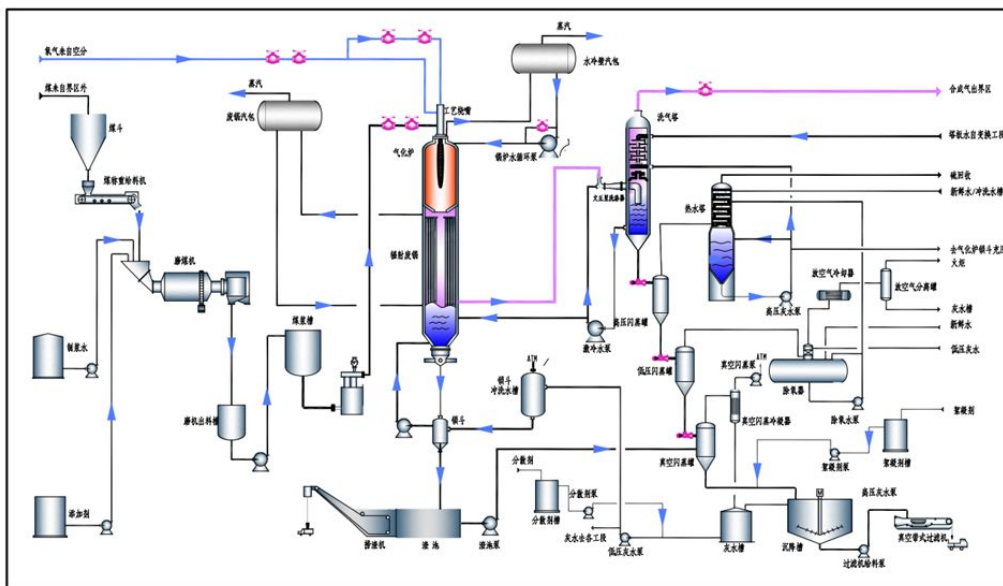 氧气来自空分
煤来自界区外
煤斗
煤称重给料机
磨煤机
制浆水
添加剂
磨机出料槽
煤浆槽
蒸汽
废锅汽包
工艺烧嘴
气化炉
辐射废锅
蒸汽
水冷壁汽包
锅炉水循环泵
锁斗
ATM
锁斗
冲洗水槽
捞渣机
渣池
渣池泵
洗气塔
文丘里洗涤器
激冷水泵
合成气出界区
塔板水自变换工段
硫回收
新鲜水/冲洗水槽
热水塔
去气化炉锁斗充压
高压灰水泵
高压闪蒸罐
低压闪蒸罐
真空闪蒸罐
真空闪蒸泵
ATM
真空闪蒸冷凝器
放空气冷却器
放空气分离罐
火炬
灰水槽
新鲜水
低压灰水
除氧器
除氧水泵
絮凝剂
絮凝剂泵
絮凝剂槽
分散剂
分散剂泵
分散剂槽
灰水去各工段
低压灰水泵
灰水槽
M
沉降槽
高压灰水泵
过滤机给料泵
真空带式过滤机